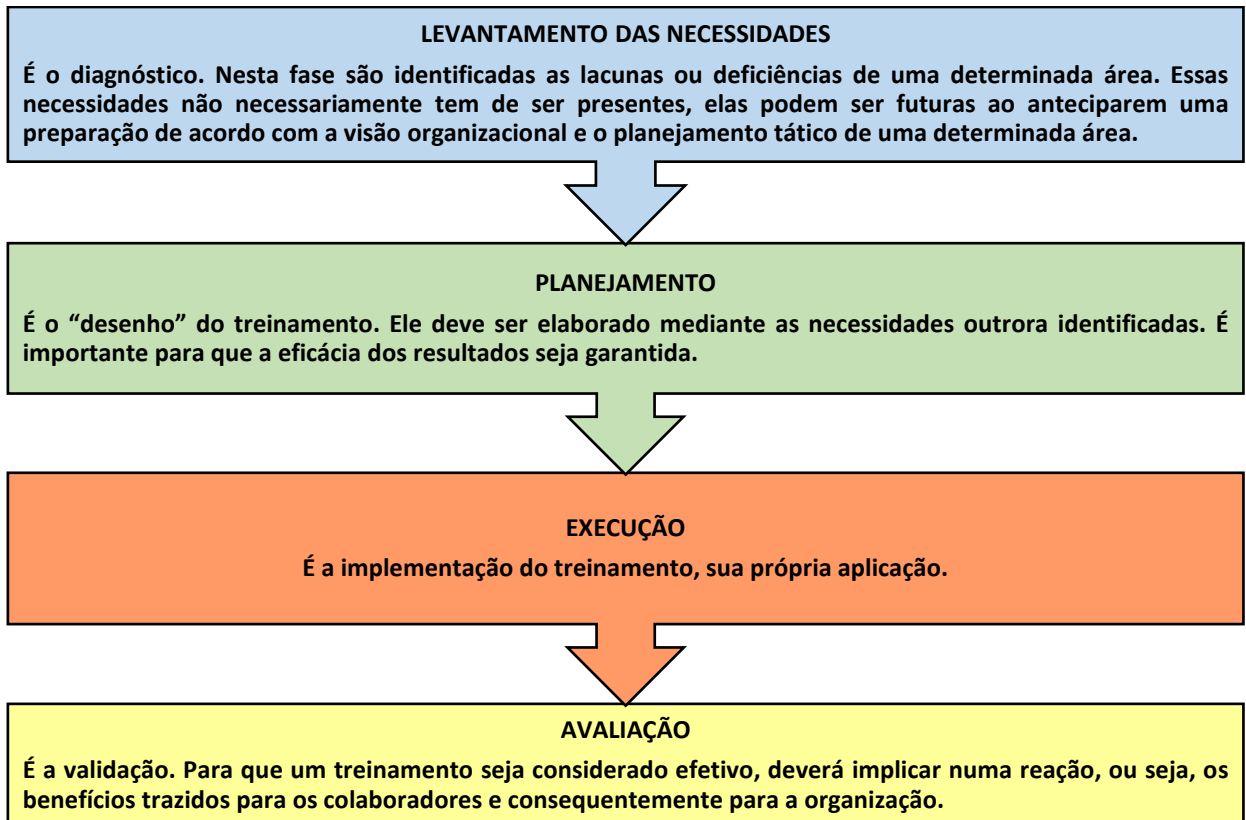 LEVANTAMENTO DAS NECESSIDADES
É o diagnóstico. Nesta fase são identificadas as lacunas ou deficiências de uma determinada área. Essas
necessidades não necessariamente tem de ser presentes, elas podem ser futuras ao anteciparem uma
preparação de acordo com a visão organizacional e o planejamento tático de uma determinada área.
PLANEJAMENTO
É o “desenho” do treinamento. Ele deve ser elaborado mediante as necessidades outrora identificadas. É
importante para que a eficácia dos resultados seja garantida.
EXECUÇÃO
É a implementação do treinamento, sua própria aplicação.
AVALIAÇÃO
É a validação. Para que um treinamento seja considerado efetivo, deverá implicar numa reação, ou seja, os
benefícios trazidos para os colaboradores e consequentemente para a organização.